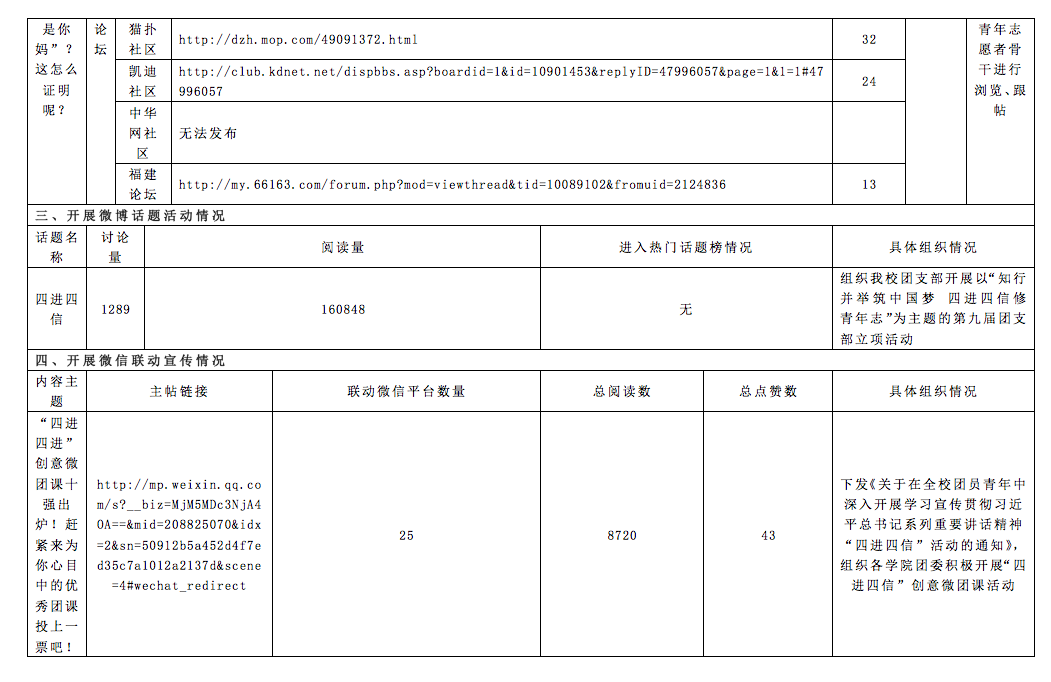 是你
妈”？
这怎么
证明
呢？
论
坛
猫扑
社区
http://dzh.mop.com/49091372.html
32
青年志
愿者骨
干进行
浏览、跟
帖
凯迪
社区
http://club.kdnet.net/dispbbs.asp?boardid=1&id=10901453&replyID=47996057&page=1&1=1#47
996057
24
中华
网社
区
无法发布
福建
论坛
http://my.66163.com/forum.php?mod=viewthread&tid=10089102&fromuid=2124836
13
三、开展微博话题活动情况
话题名
称
讨论
量
阅读量
进入热门话题榜情况
具体组织情况
四进四
信
1289
160848
无
组织我校团支部开展以“知行
并举筑中国梦 四进四信修
青年志”为主题的第九届团支
部立项活动
四、开展微信联动宣传情况
内容主
题
主帖链接
联动微信平台数量
总阅读数
总点赞数
具体组织情况
“四进
四进”
创意微
团课十
强出
炉！赶
紧来为
你心目
中的优
秀团课
投上一
票吧！
http://mp.weixin.qq.co
m/s?__biz=MjM5MDc3NjA4
OA==&mid=208825070&idx
=2&sn=50912b5a452d4f7e
d35c7a1012a2137d&scene
=4#wechat_redirect
25
8720
43
下发《关于在全校团员青年中
深入开展学习宣传贯彻习近
平总书记系列重要讲话精神
“四进四信”活动的通知》，
组织各学院团委积极开展“四
进四信”创意微团课活动